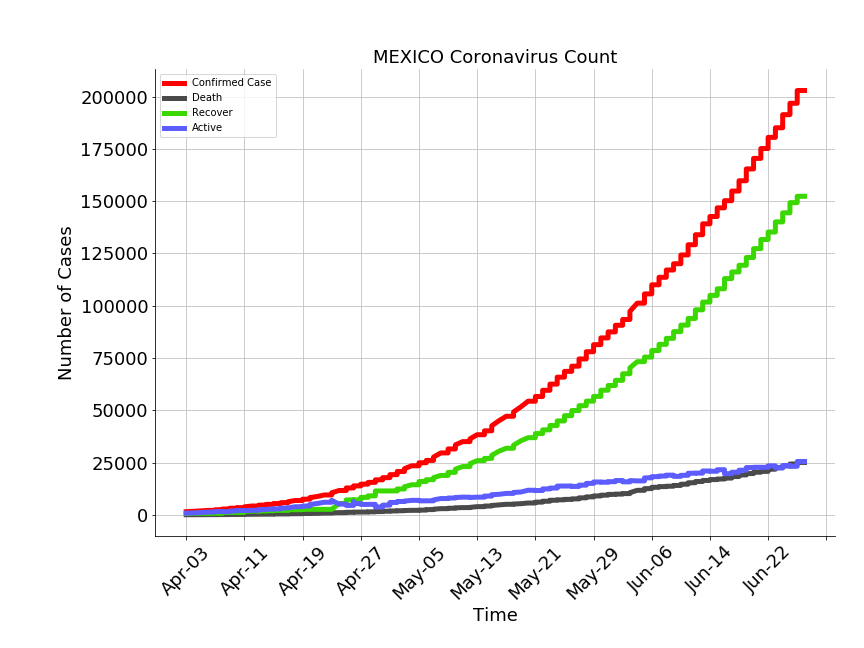 MEXICO Coronavirus Count
Confirmed Case
Death
Recover
Active
200000
175000
150000
125000
100000
75000
50000
25000
0
Number of Cases
Apr-03
Apr-11
Apr-19
Apr-27
May-05
May-13
May-21
May-29
Jun-06
Jun-14
Jun-22
Time